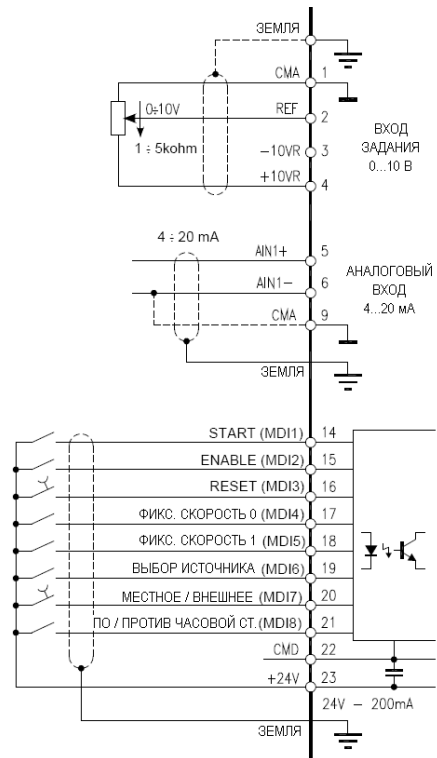 ЗЕМЛЯ
CMA 1
0÷10V
REF 2
1 ÷ 5kohm
-10VR 3
+10VR 4
ВХОД
ЗАДАНИЯ
0...10 В
4 ÷ 20 mA
AIN1+ 5
AIN1- 6
CMA 9
АНАЛОГОВЫЙ
ВХОД
4...20 мА
ЗЕМЛЯ
START (MDI1) 14
ENABLE (MDI2) 15
RESET (MDI3) 16
ФИКС. СКОРОСТЬ 0 (MDI4) 17
ФИКС. СКОРОСТЬ 1 (MDI5) 18
ВЫБОР ИСТОЧНИКА (MDI6) 19
МЕСТНОЕ / ВНЕШНЕЕ (MDI7) 20
ПО / ПРОТИВ ЧАСОВОЙ СТ.(MDI8) 21
CMD 22
+24V 23
24V - 200mA
ЗЕМЛЯ